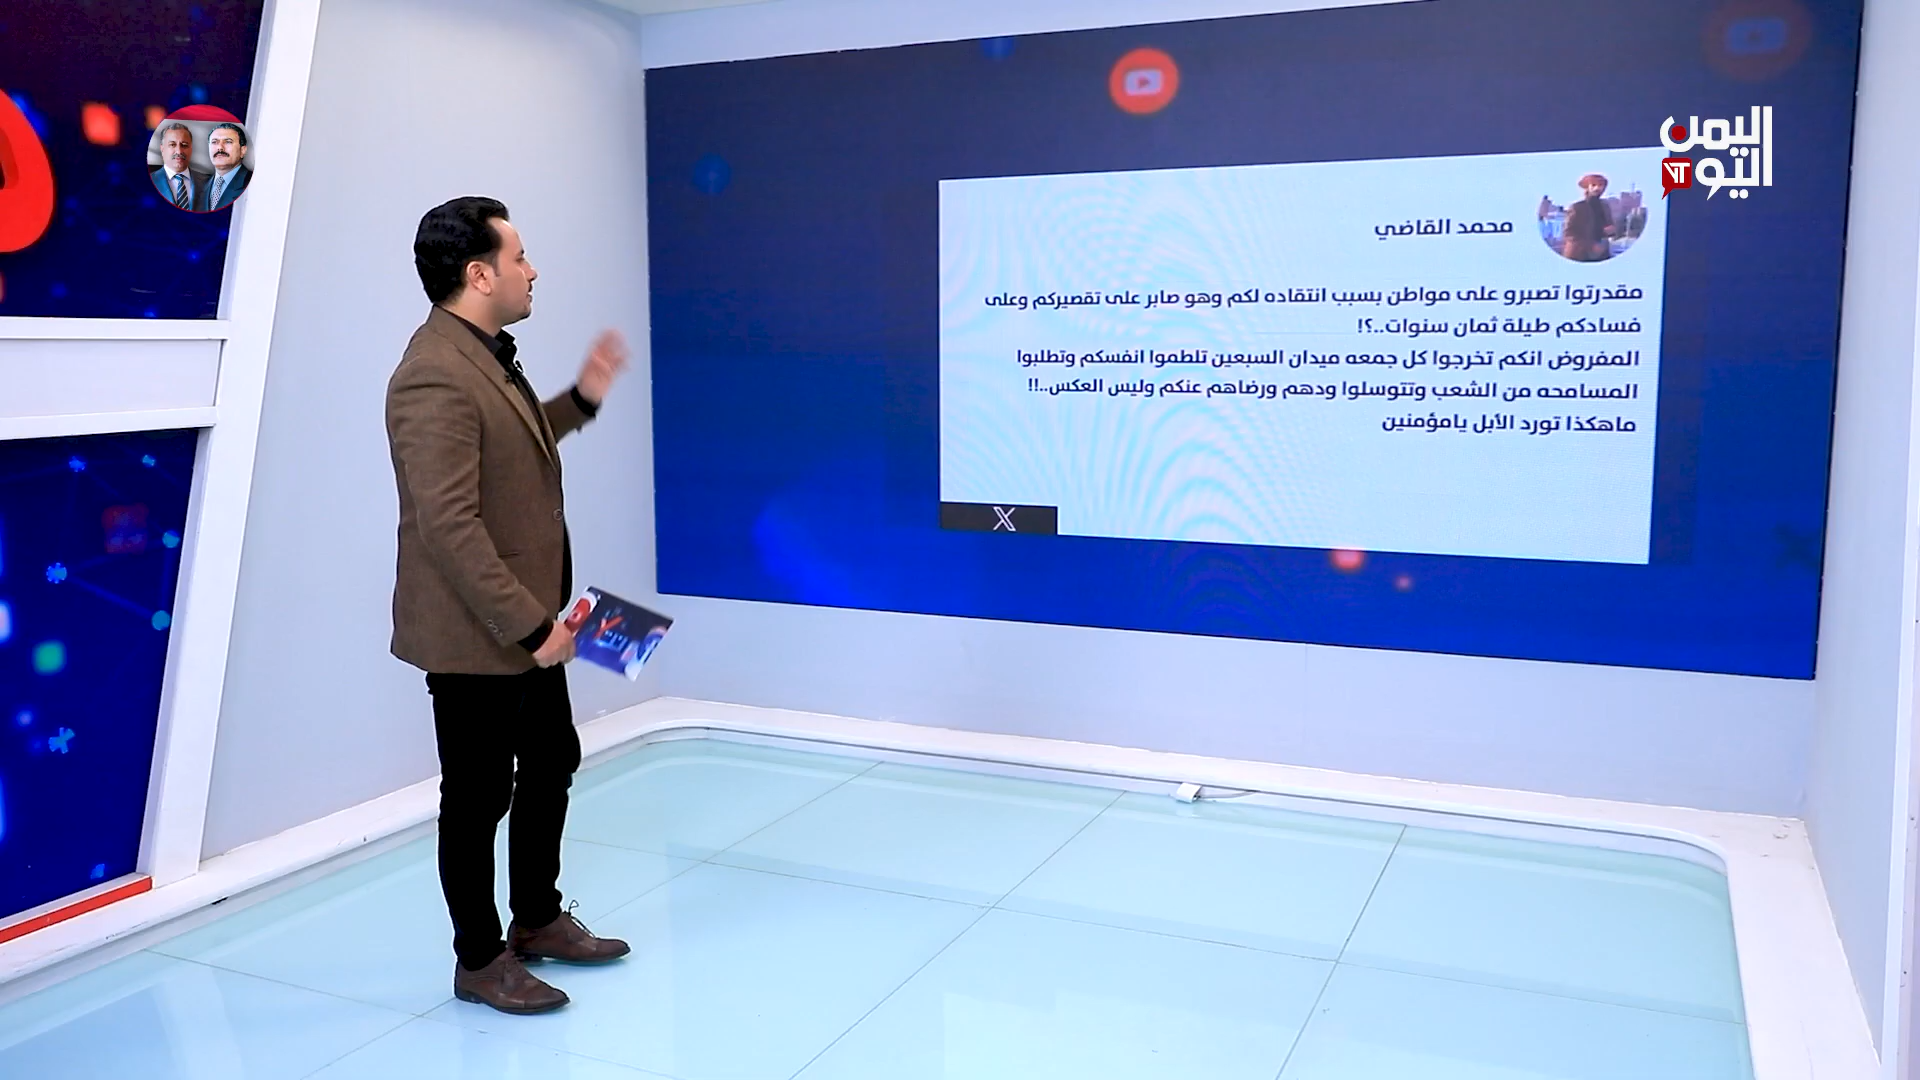 اليمن
اليوم
YT
محمد القاضي
مقدرتوا تصبرو على مواطن بسبب انتقاده لكم وهو صابر على تقصيركم وعلى
فسادكم طيلة ثمان سنوات..؟!
المفروض انكم تخرجوا كل جمعه ميدان السبعين تلطموا انفسكم وتطلبوا
المسامحه من الشعب وتتوسلوا ودهم ورضاهم عنكم وليس العكس..!!
ماهكذا تورد الأبل يامؤمنين
X